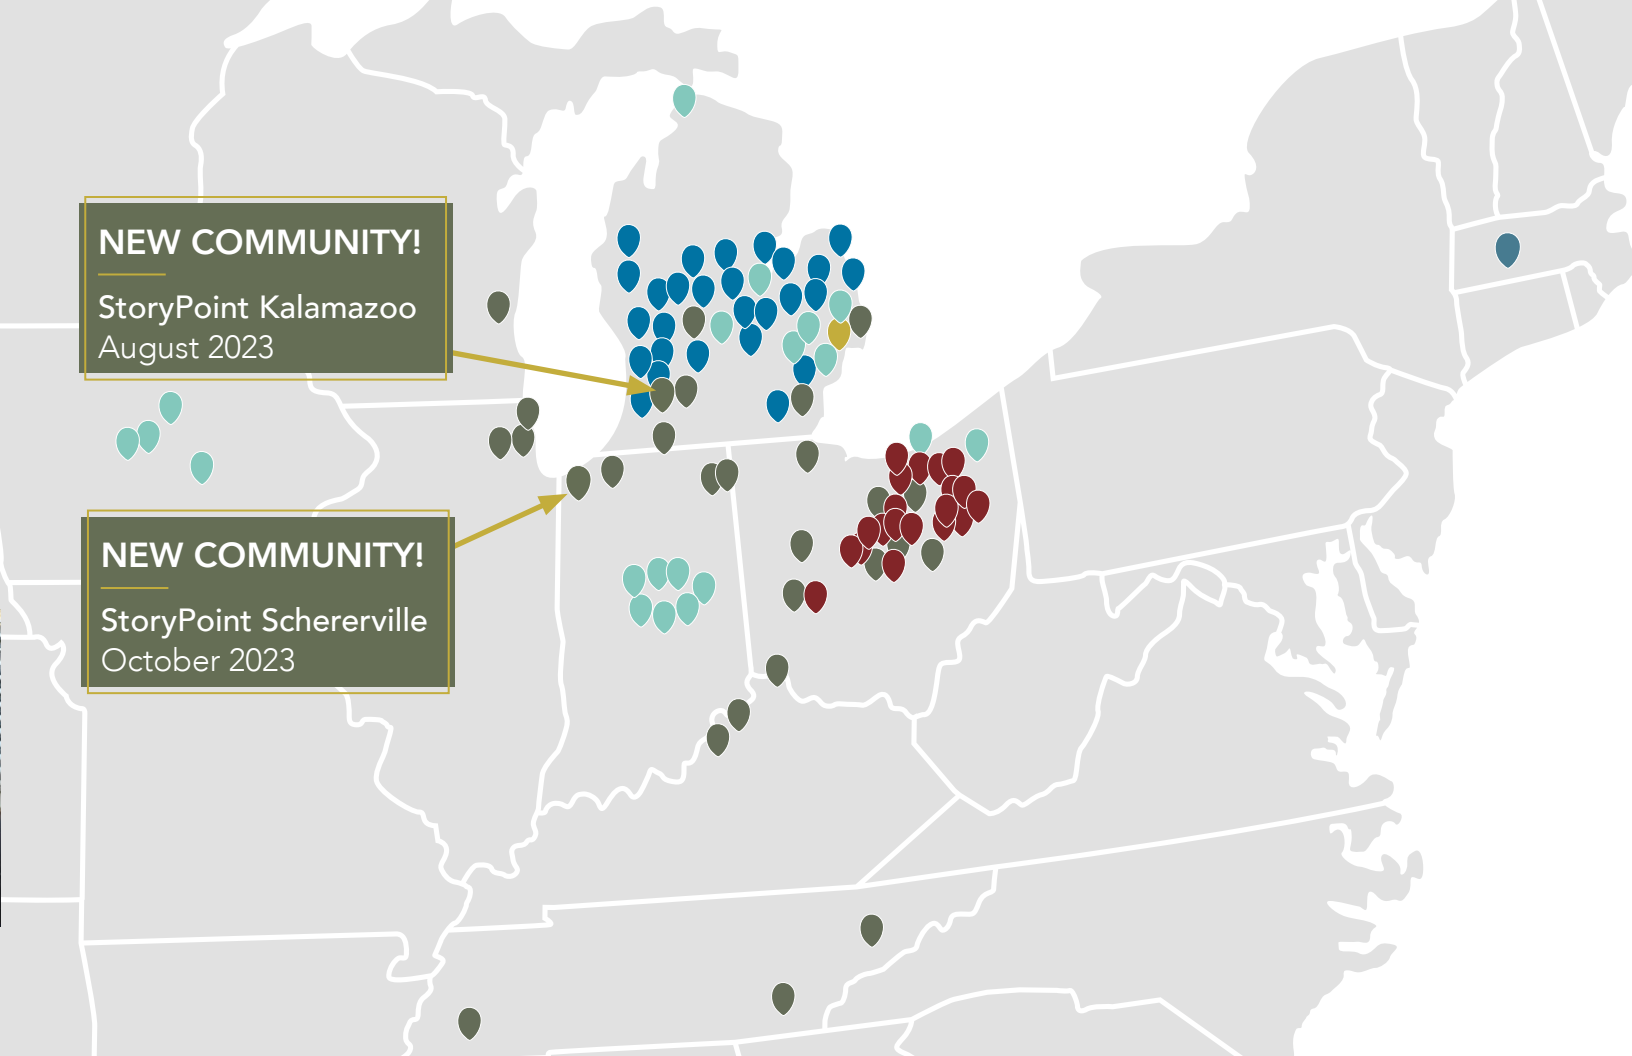 NEW COMMUNITY!
StoryPoint Kalamazoo
August 2023
NEW COMMUNITY!
StoryPoint Schererville
October 2023